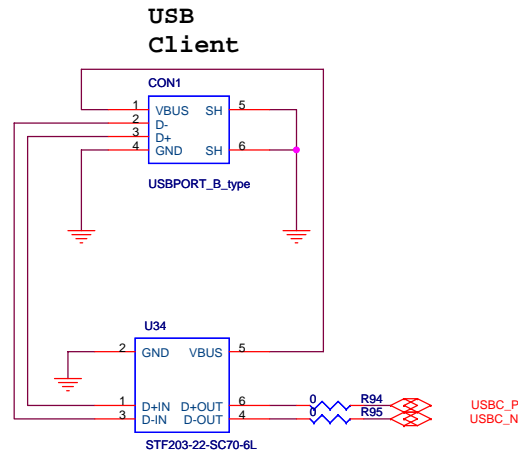 USB
Client
CON1
1 VBUS SH 5
2 D-
3 D+
4 GND SH 6
USBPORT_B_type
U34
2 GND VBUS 5
1 D+IN D+OUT 6 0 R94 USBC_P
3 D-IN D-OUT 4 0 R95 USBC_N
STF203-22-SC70-6L